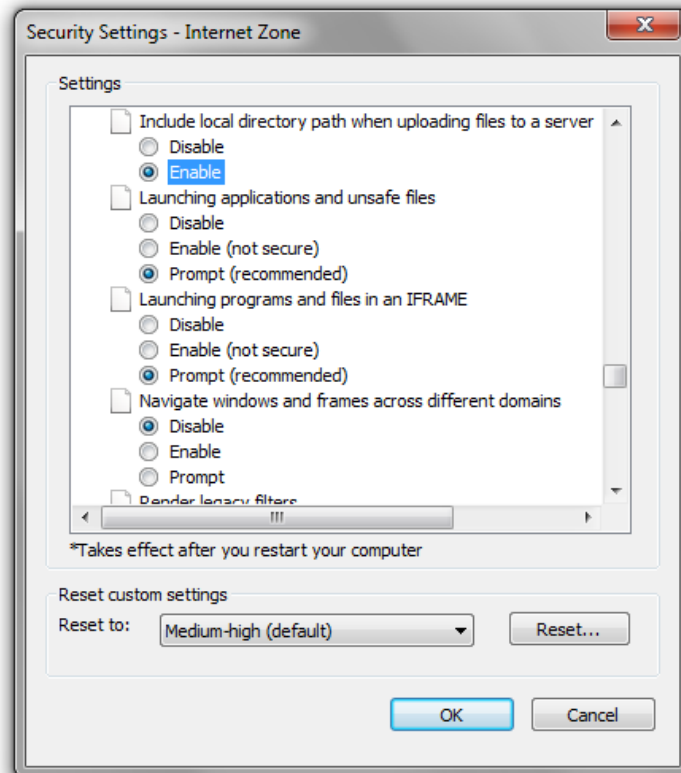 Security Settings - Internet Zone
Settings
Include local directory path when uploading files to a server
Disable
Enable
Launching applications and unsafe files
Disable
Enable (not secure)
Prompt (recommended)
Launching programs and files in an IFRAME
Disable
Enable (not secure)
Prompt (recommended)
Navigate windows and frames across different domains
Disable
Enable
Prompt
Render legacy filters
*Takes effect after you restart your computer
Reset custom settings
Reset to: Medium-high (default) Reset...
OK Cancel